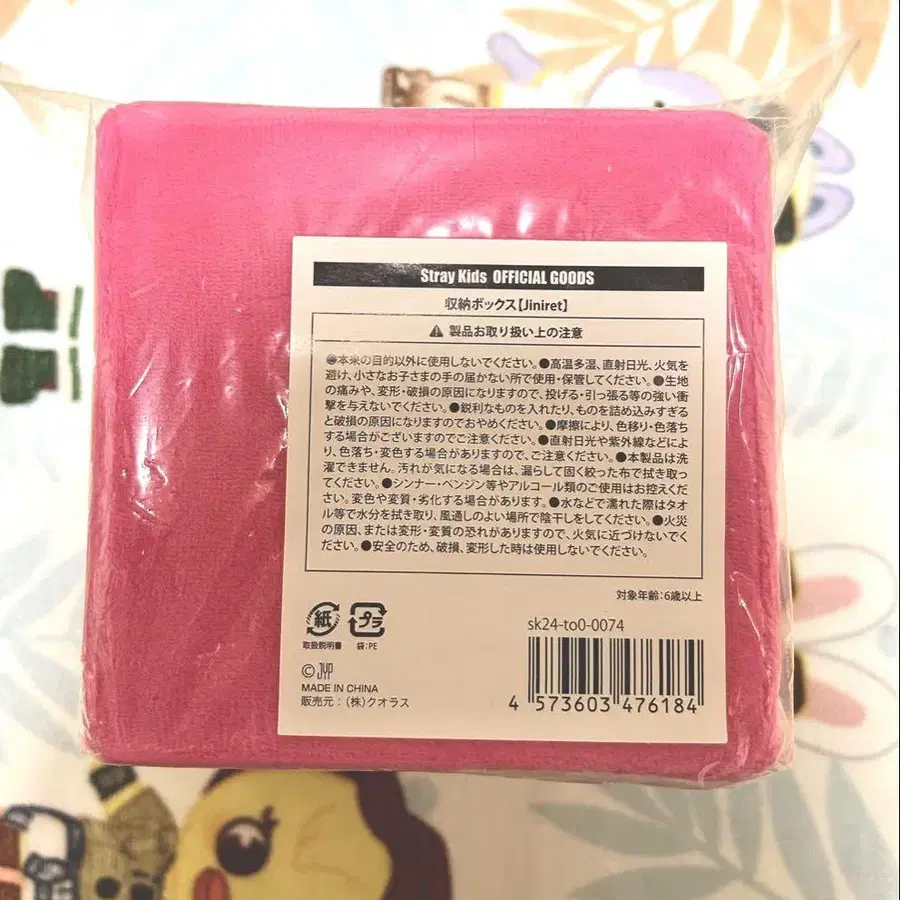 Stray Kids OFFICIAL GOODS
収納ボックス【Jiniret】
製品お取り扱い上の注意
●本来の目的以外に使用しないでください。●高温多湿、直射日光、火気を
避け、小さなお子さまの手の届かない所で使用・保管してください。●生地
の痛みや、変形・破損の原因になりますので、投げる・引っ張る等の強い衝
撃を与えないでください。●鋭利なものを入れたり、ものを詰め込みすぎる
と破損の原因になりますのでおやめください。●摩擦により、色移り・色落ち
する場合がございますのでご注意ください。●直射日光や紫外線などによ
り、色落ち・変色する場合がありますので、ご注意ください。●本製品は洗
濯できません。汚れが気になる場合は、濡らして固く絞った布で拭き取っ
てください。●シンナー・ベンジン等やアルコール類のご使用はお控えくだ
さい。変色や変質・劣化する場合があります。●水などで濡れた際はタオ
ル等で水分を拭き取り、風通しのよい場所で陰干しをしてください。●火災
の原因、または変形・変質の恐れがありますので、火気に近づけないでく
ださい。●安全のため、破損、変形した時は使用しないでください。
対象年齢:6歳以上
紙
取扱説明書
プラ
袋:PE
sk24-to0-0074
©JYP
MADE IN CHINA
販売元:(株)クオラス
4 573603 476184